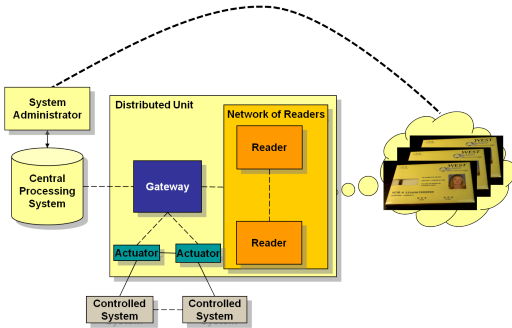 System
Administrator
Central
Processing
System
Distributed Unit
Network of Readers
Reader
Gateway
Reader
Actuator
Actuator
Controlled
System
Controlled
System
IVEST